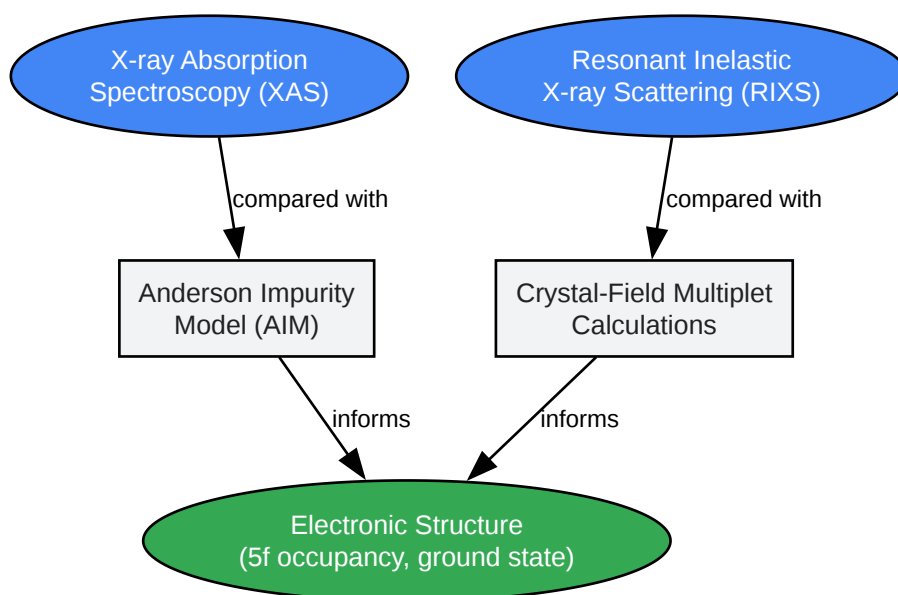 X-ray Absorption
Spectroscopy (XAS)
Resonant Inelastic
X-ray Scattering (RIXS)
compared with
compared with
Anderson Impurity
Model (AIM)
Crystal-Field Multiplet
Calculations
informs
informs
Electronic Structure
(5f occupancy, ground state)